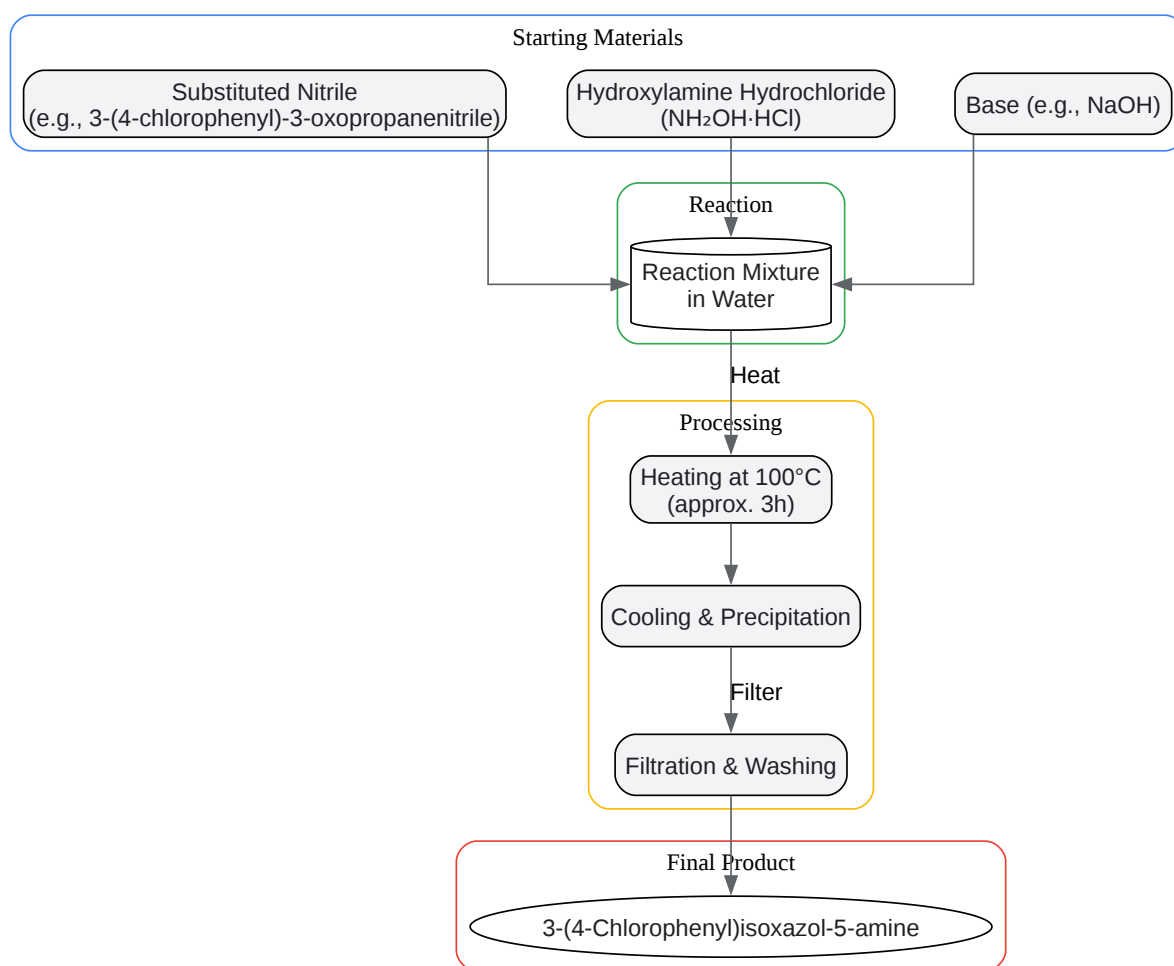 Starting Materials
Substituted Nitrile
(e.g., 3-(4-chlorophenyl)-3-oxopropanenitrile)
Hydroxylamine Hydrochloride
(NH₂OH·HCl)
Base (e.g., NaOH)
Reaction
Reaction Mixture
in Water
Heat
Processing
Heating at 100°C
(approx. 3h)
Cooling & Precipitation
Filter
Filtration & Washing
Final Product
3-(4-Chlorophenyl)isoxazol-5-amine